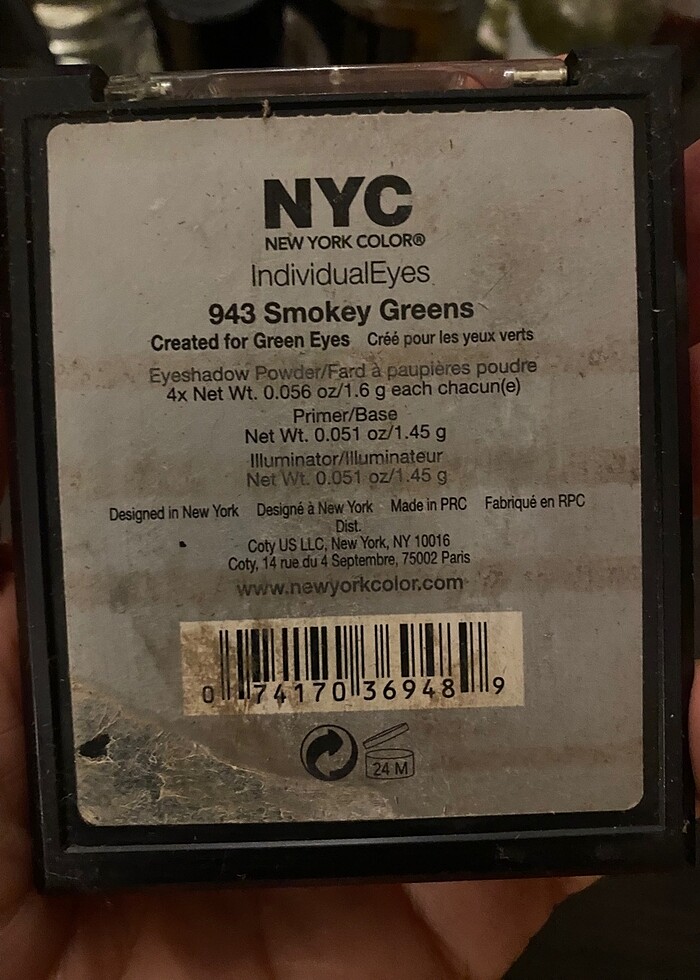 NYC
NEW YORK COLOR®
IndividualEyes
943 Smokey Greens
Created for Green Eyes Créé pour les yeux verts
Eyeshadow Powder/Fard à paupières poudre
4x Net Wt. 0.056 oz/1.6 g each chacun(e)
Primer/Base
Net Wt. 0.051 oz/1.45 g
Illuminator/Illuminateur
Net Wt. 0.051 oz/1.45 g
Designed in New York Designé à New York Made in PRC Fabriqué en RPC
Dist.
Coty US LLC, New York, NY 10016
Coty, 14 rue du 4 Septembre, 75002 Paris
www.newyorkcolor.com
0 74170 36948 9
24 M